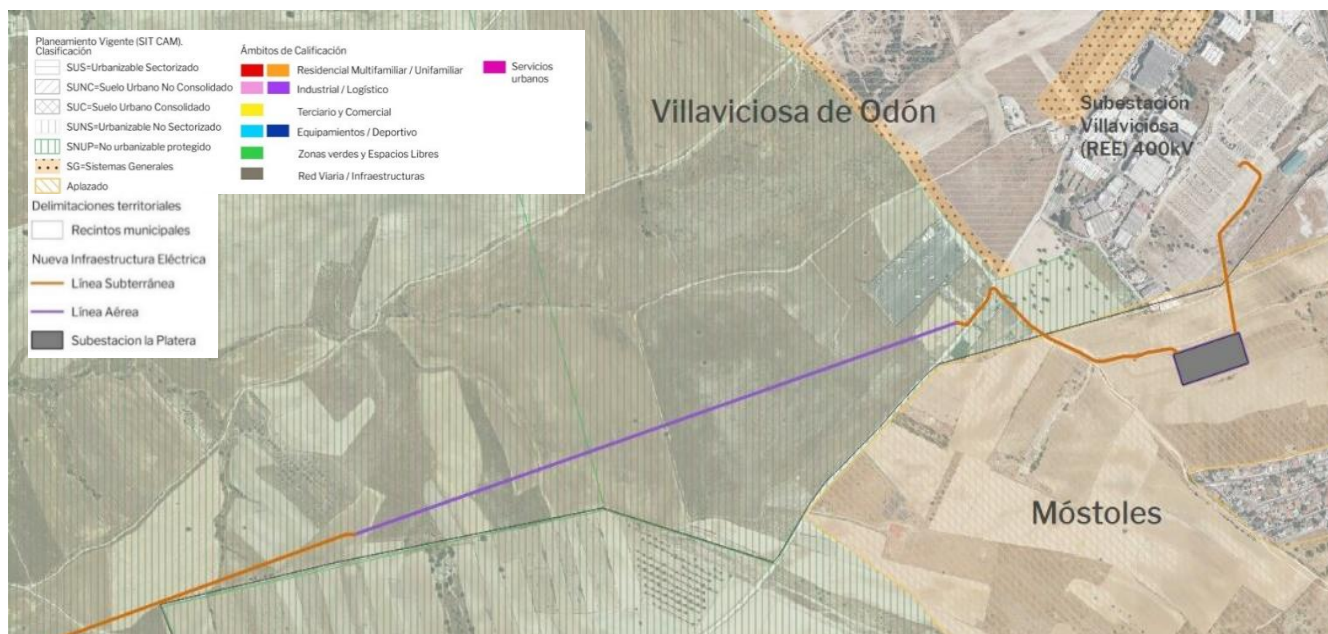 Planeamiento Vigente (SIT CAM).
Clasificación
SUS=Urbanizable Sectorizado
SUNC=Suelo Urbano No Consolidado
SUC=Suelo Urbano Consolidado
SUNS=Urbanizable No Sectorizado
SNUP=No urbanizable protegido
SG=Sistemas Generales
Aplazado
Delimitaciones territoriales
Recintos municipales
Nueva Infraestructura Eléctrica
Línea Subterránea
Línea Aérea
Subestacion la Platera
Ámbitos de Calificación
Residencial Multifamiliar / Unifamiliar
Industrial / Logístico
Terciario y Comercial
Equipamientos / Deportivo
Zonas verdes y Espacios Libres
Red Viaria / Infraestructuras
Servicios
urbanos
Villaviciosa de Odón
Subestación
Villaviciosa
(REE) 400kV
Móstoles